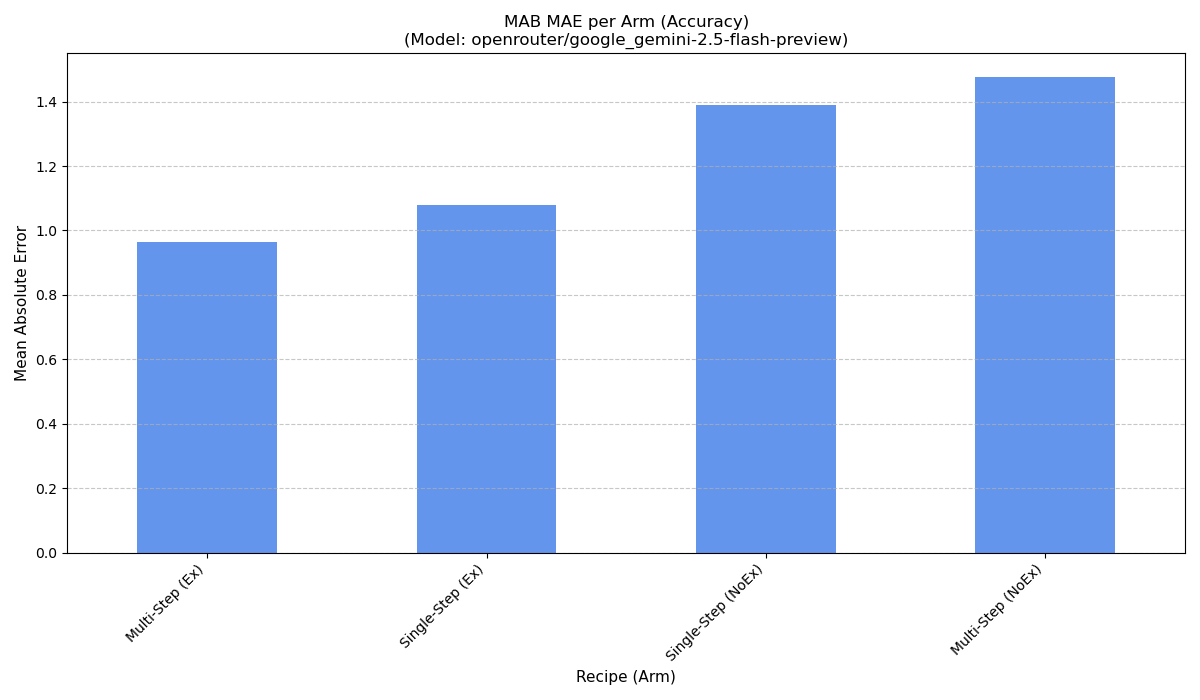 MAB MAE per Arm (Accuracy)
(Model: openrouter/google_gemini-2.5-flash-preview)
Mean Absolute Error
1.4
1.2
1.0
0.8
0.6
0.4
0.2
0.0
Multi-Step (Ex)
Single-Step (Ex)
Single-Step (NoEx)
Multi-Step (NoEx)
Recipe (Arm)